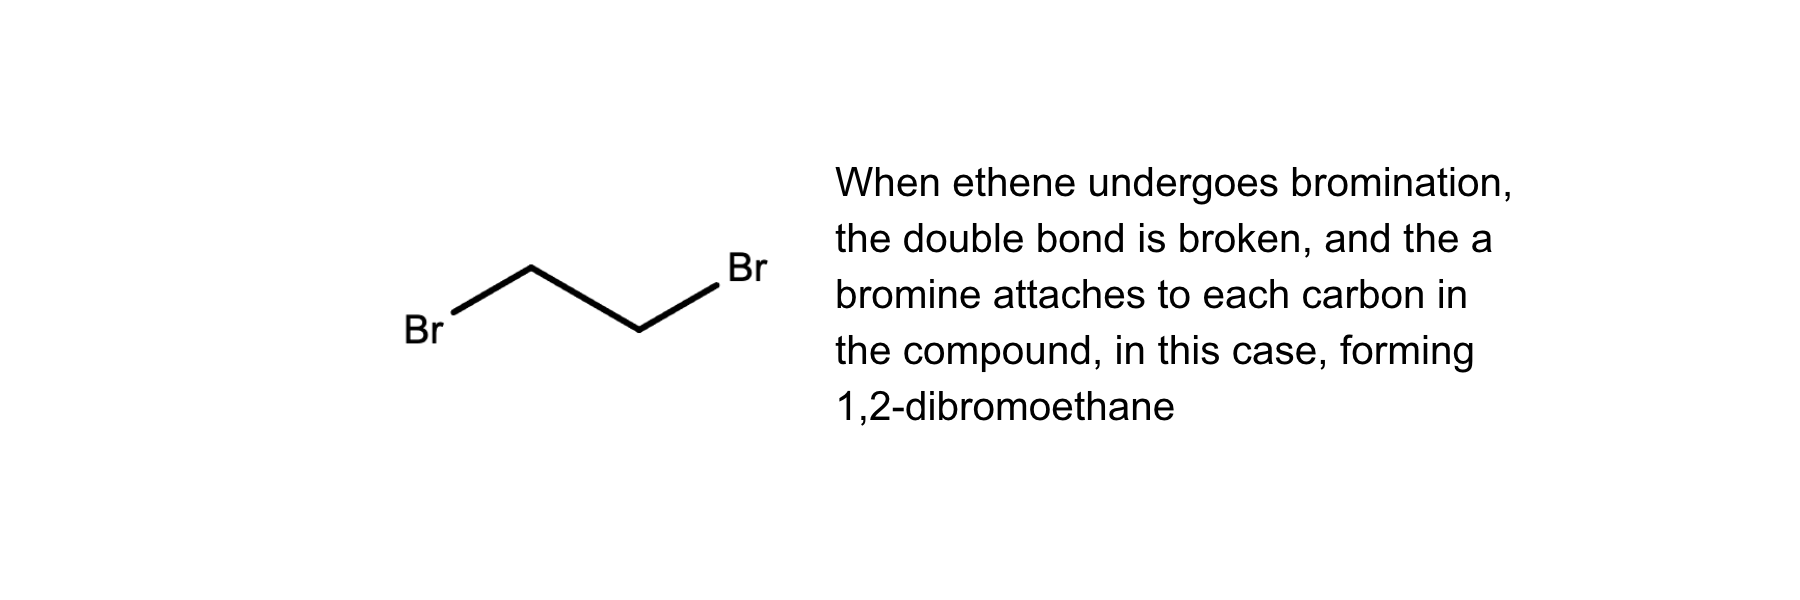 Br
Br
When ethene undergoes bromination,
the double bond is broken, and the a
bromine attaches to each carbon in
the compound, in this case, forming
1,2-dibromoethane